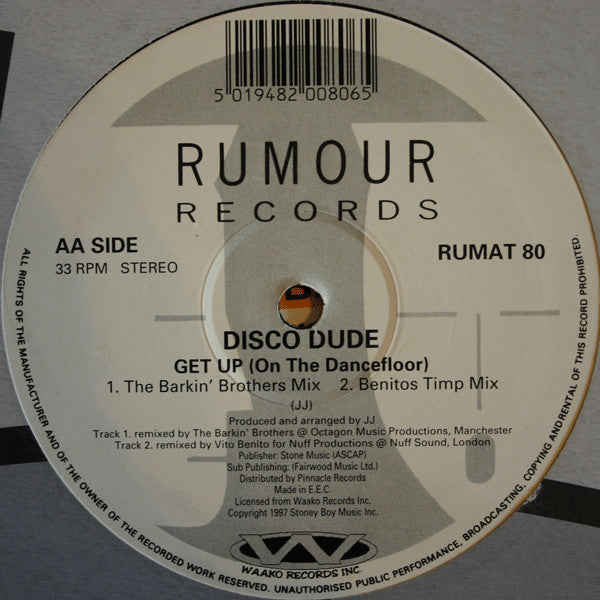 5 019482 008065
RUMOUR
RECORDS
AA SIDE
33 RPM STEREO
RUMAT 80
DISCO DUDE
GET UP (On The Dancefloor)
1. The Barkin' Brothers Mix 2. Benitos Timp Mix
(JJ)
Produced and arranged by JJ
Track 1. remixed by The Barkin' Brothers @ Octagon Music Productions, Manchester
Track 2. remixed by Vito Benito for Nuff Productions @ Nuff Sound, London
Publisher: Stone Music (ASCAP)
Sub Publishing: (Fairwood Music Ltd.)
Distributed by Pinnacle Records
Made in E.E.C.
Licensed from Waako Records Inc.
Copyright 1997 Stoney Boy Music Inc.
WAAKO RECORDS INC.
ALL RIGHTS OF THE MANUFACTURER AND OF THE OWNER OF THE RECORDED WORK RESERVED. UNAUTHORISED PUBLIC PERFORMANCE, BROADCASTING, COPYING AND RENTAL OF THIS RECORD PROHIBITED.